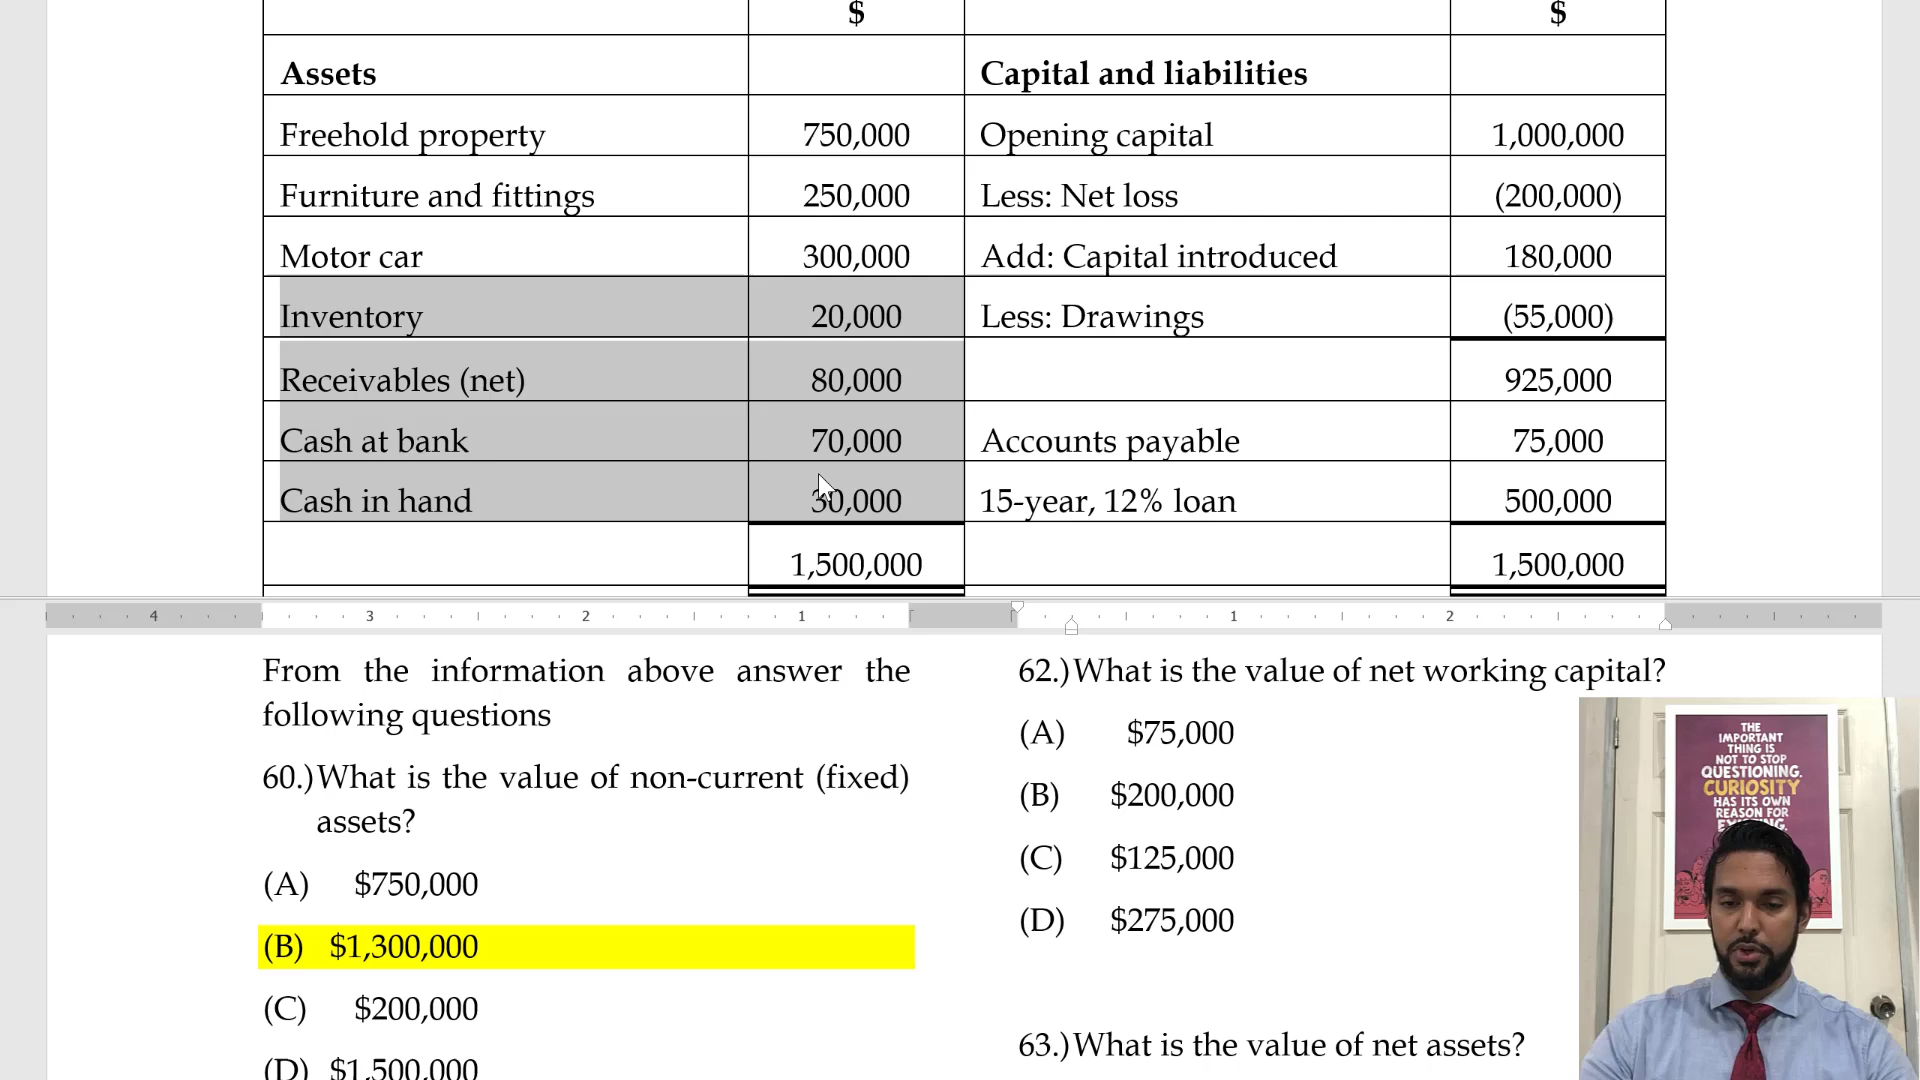 $ $
Assets Capital and liabilities
Freehold property 750,000 Opening capital 1,000,000
Furniture and fittings 250,000 Less: Net loss (200,000)
Motor car 300,000 Add: Capital introduced 180,000
Inventory 20,000 Less: Drawings (55,000)
Receivables (net) 80,000 925,000
Cash at bank 70,000 Accounts payable 75,000
Cash in hand 30,000 15-year, 12% loan 500,000
1,500,000 1,500,000
4 3 2 1 1 2
From the information above answer the
following questions
60.) What is the value of non-current (fixed)
assets?
(A) $750,000
(B) $1,300,000
(C) $200,000
(D) $1,500,000
62.) What is the value of net working capital?
(A) $75,000
(B) $200,000
(C) $125,000
(D) $275,000
63.) What is the value of net assets?
THE
IMPORTANT
THING IS
NOT TO STOP
QUESTIONING.
CURIOSITY
HAS ITS OWN
REASON FOR